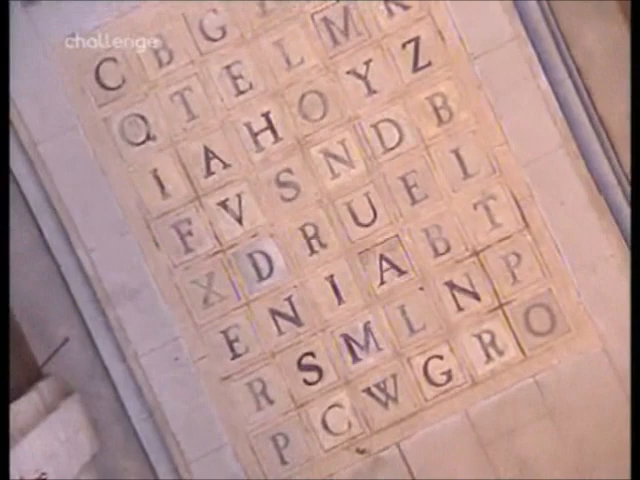 challenge
C B G
Q T E L M K
I A H O Y Z
F V S N D B
X D R U E L
E N I A B T
R S M L N P
P C W G R O